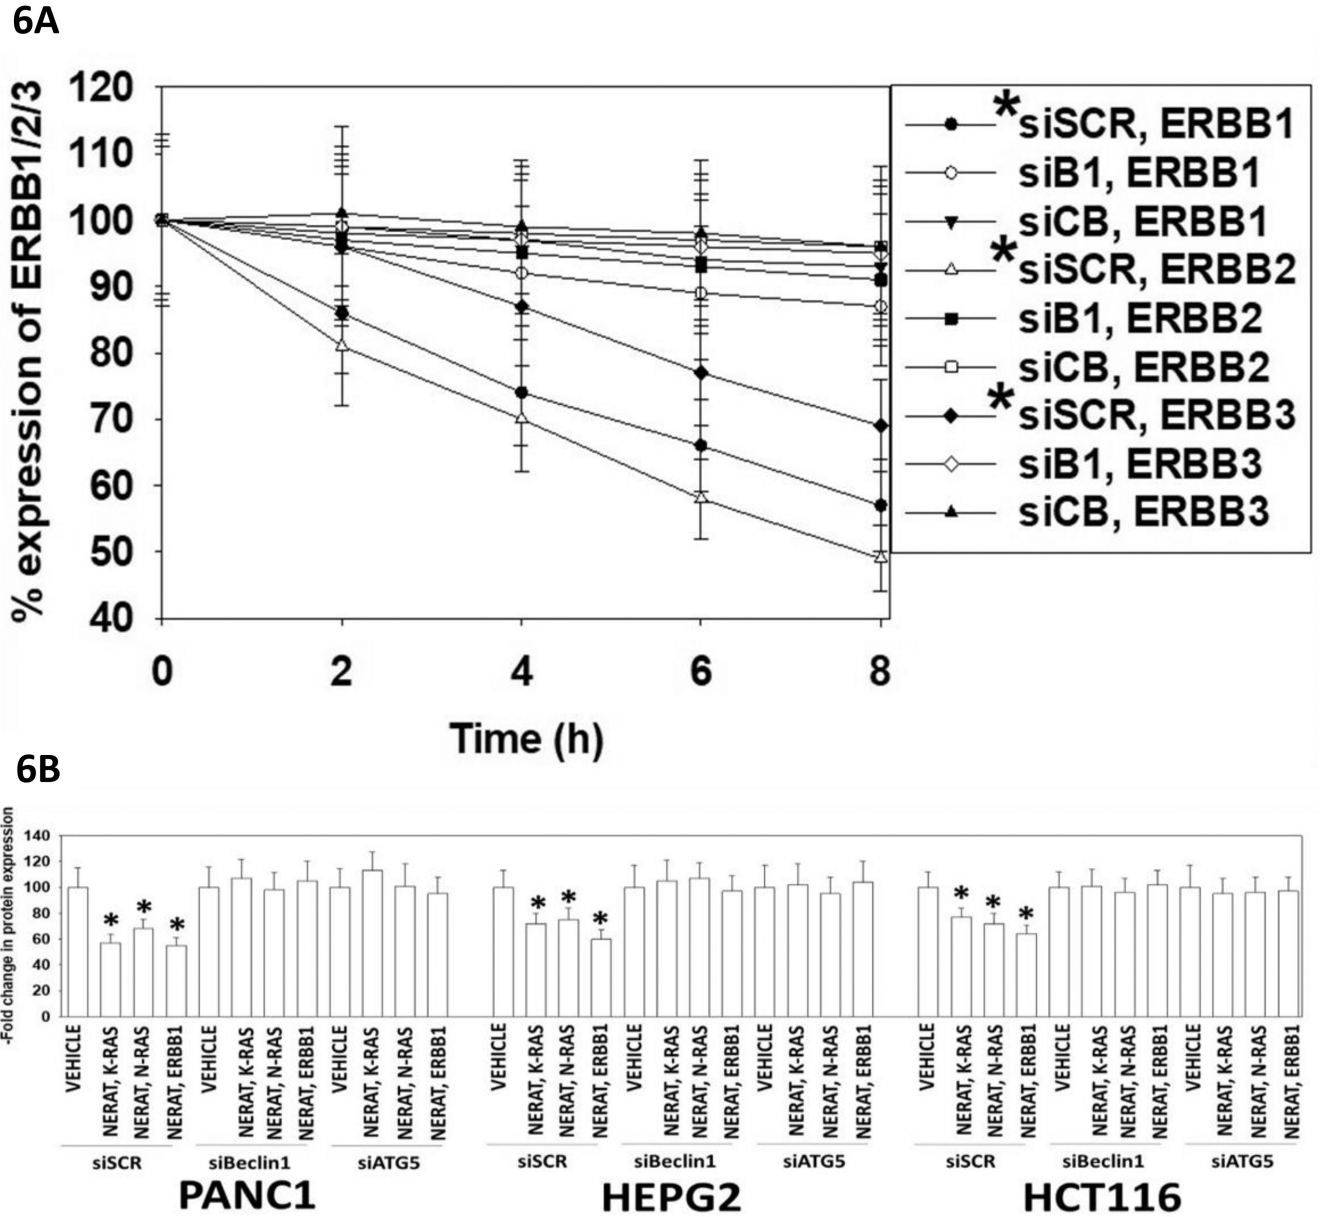 6A
% expression of ERBB1/2/3
120
110
100
90
80
70
60
50
40
0 2 4 6 8
Time (h)
*siSCR, ERBB1
siB1, ERBB1
siCB, ERBB1
*siSCR, ERBB2
siB1, ERBB2
siCB, ERBB2
*siSCR, ERBB3
siB1, ERBB3
siCB, ERBB3
6B
-Fold change in protein expression
140
120
100
80
60
40
20
0
* * * * * * * * *
VEHICLE
NERAT, K-RAS
NERAT, N-RAS
NERAT, ERBB1
VEHICLE
NERAT, K-RAS
NERAT, N-RAS
NERAT, ERBB1
VEHICLE
NERAT, K-RAS
NERAT, N-RAS
NERAT, ERBB1
VEHICLE
NERAT, K-RAS
NERAT, N-RAS
NERAT, ERBB1
VEHICLE
NERAT, K-RAS
NERAT, N-RAS
NERAT, ERBB1
VEHICLE
NERAT, K-RAS
NERAT, N-RAS
NERAT, ERBB1
VEHICLE
NERAT, K-RAS
NERAT, N-RAS
NERAT, ERBB1
VEHICLE
NERAT, K-RAS
NERAT, N-RAS
NERAT, ERBB1
VEHICLE
NERAT, K-RAS
NERAT, N-RAS
NERAT, ERBB1
siSCR siBeclin1 siATG5 siSCR siBeclin1 siATG5 siSCR siBeclin1 siATG5
PANC1 HEPG2 HCT116